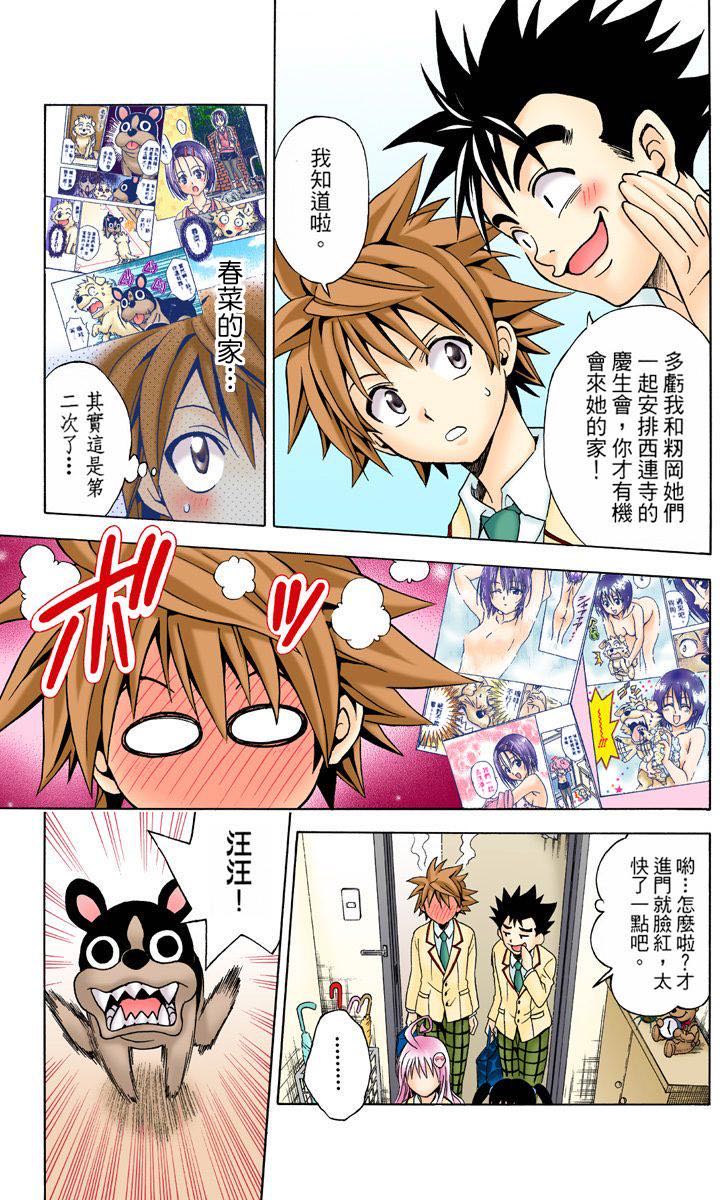 多虧我和籾岡她們
一起安排西連寺的
慶生會，你才有機
會來她的家！
我知道啦。
春菜的家…
其實這是第
二次了…
ボッ
喲…怎麼啦？才
進門就臉紅，太
快了一點吧。
………
汪汪！